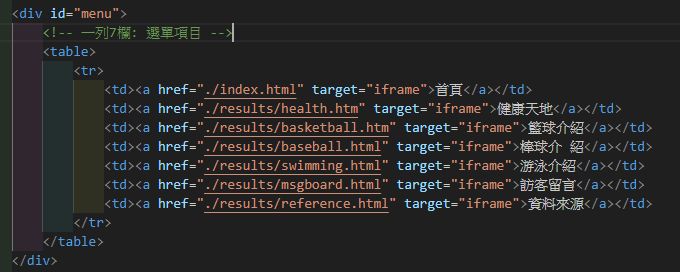 <div id="menu">
<!-- 一列7欄: 選單項目 -->
<table>
<tr>
<td><a href="./index.html" target="iframe">首頁</a></td>
<td><a href="./results/health.htm" target="iframe">健康天地</a></td>
<td><a href="./results/basketball.htm" target="iframe">籃球介紹</a></td>
<td><a href="./results/baseball.html" target="iframe">棒球介 紹</a></td>
<td><a href="./results/swimming.html" target="iframe">游泳介紹</a></td>
<td><a href="./results/msgboard.html" target="iframe">訪客留言</a></td>
<td><a href="./results/reference.html" target="iframe">資料來源</a></td>
</tr>
</table>
</div>